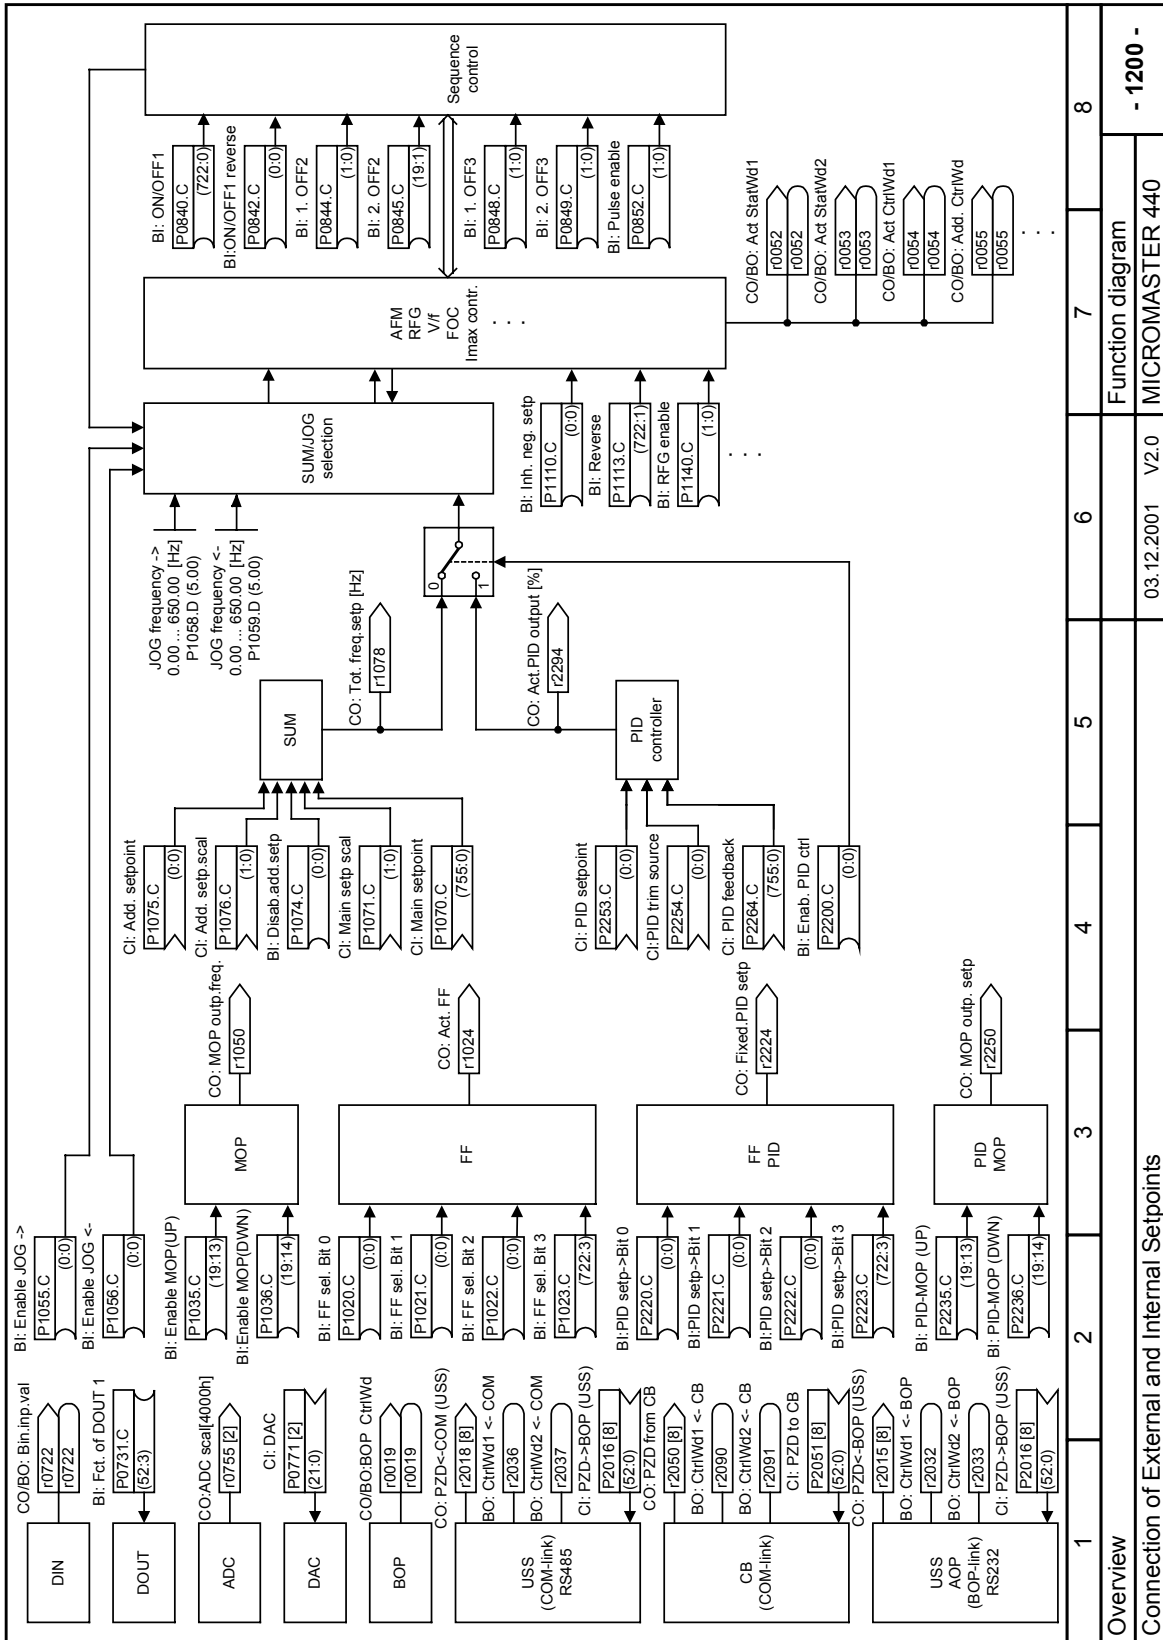 DIN
CO/BO: Bin.inp.val
r0722
r0722
DOUT
BI: Fct. of DOUT 1
P0731.C
(52:3)
ADC
CO:ADC scal[4000h]
r0755 [2]
DAC
CI: DAC
P0771 [2]
(21:0)
BOP
CO/BO:BOP CtrlWd
r0019
r0019
USS
(COM-link)
RS485
CO: PZD<-COM (USS)
r2018 [8]
BO: CtrlWd1 <- COM
r2036
BO: CtrlWd2 <- COM
r2037
CI: PZD->BOP (USS)
P2016 [8]
(52:0)
CB
(COM-link)
CO: PZD from CB
r2050 [8]
BO: CtrlWd1 <- CB
r2090
BO: CtrlWd2 <- CB
r2091
CI: PZD to CB
P2051 [8]
(52:0)
USS
AOP
(BOP-link)
RS232
CO: PZD<-BOP (USS)
r2015 [8]
BO: CtrlWd1 <- BOP
r2032
BO: CtrlWd2 <- BOP
r2033
CI: PZD->BOP (USS)
P2016 [8]
(52:0)
BI: Enable JOG ->
P1055.C
(0:0)
BI: Enable JOG <-
P1056.C
(0:0)
BI: Enable MOP(UP)
P1035.C
(19:13)
BI:Enable MOP(DWN)
P1036.C
(19:14)
BI: FF sel. Bit 0
P1020.C
(0:0)
BI: FF sel. Bit 1
P1021.C
(0:0)
BI: FF sel. Bit 2
P1022.C
(0:0)
BI: FF sel. Bit 3
P1023.C
(722:3)
BI:PID setp->Bit 0
P2220.C
(0:0)
BI:PID setp->Bit 1
P2221.C
(0:0)
BI:PID setp->Bit 2
P2222.C
(0:0)
BI:PID setp->Bit 3
P2223.C
(722:3)
BI: PID-MOP (UP)
P2235.C
(19:13)
BI: PID-MOP (DWN)
P2236.C
(19:14)
MOP
CO: MOP outp.freq.
r1050
FF
CO: Act. FF
r1024
FF
PID
CO: Fixed.PID setp
r2224
PID
MOP
CO: MOP outp. setp
r2250
CI: Add. setpoint
P1075.C
(0:0)
CI: Add. setp.scal
P1076.C
(1:0)
BI: Disab.add.setp
P1074.C
(0:0)
CI: Main setp scal
P1071.C
(1:0)
CI: Main setpoint
P1070.C
(755:0)
CI: PID setpoint
P2253.C
(0:0)
CI:PID trim source
P2254.C
(0:0)
CI: PID feedback
P2264.C
(755:0)
BI: Enab. PID ctrl
P2200.C
(0:0)
SUM
CO: Tot. freq.setp [Hz]
r1078
PID
controller
CO: Act.PID output [%]
r2294
JOG frequency ->
0.00 ... 650.00 [Hz]
P1058.D (5.00)
JOG frequency <-
0.00 ... 650.00 [Hz]
P1059.D (5.00)
0
1
SUM/JOG
selection
BI: Inh. neg. setp
P1110.C
(0:0)
BI: Reverse
P1113.C
(722:1)
BI: RFG enable
P1140.C
(1:0)
. . .
AFM
RFG
V/f
FOC
Imax contr.
. . .
BI: ON/OFF1
P0840.C
(722:0)
BI:ON/OFF1 reverse
P0842.C
(0:0)
BI: 1. OFF2
P0844.C
(1:0)
BI: 2. OFF2
P0845.C
(19:1)
BI: 1. OFF3
P0848.C
(1:0)
BI: 2. OFF3
P0849.C
(1:0)
BI: Pulse enable
P0852.C
(1:0)
Sequence
control
CO/BO: Act StatWd1
r0052
r0052
CO/BO: Act StatWd2
r0053
r0053
CO/BO: Act CtrlWd1
r0054
r0054
CO/BO: Add. CtrlWd
r0055
r0055
. . .
1 2 3 4 5 6 7 8
Overview
Function diagram
- 1200 -
Connection of External and Internal Setpoints
03.12.2001 V2.0
MICROMASTER 440